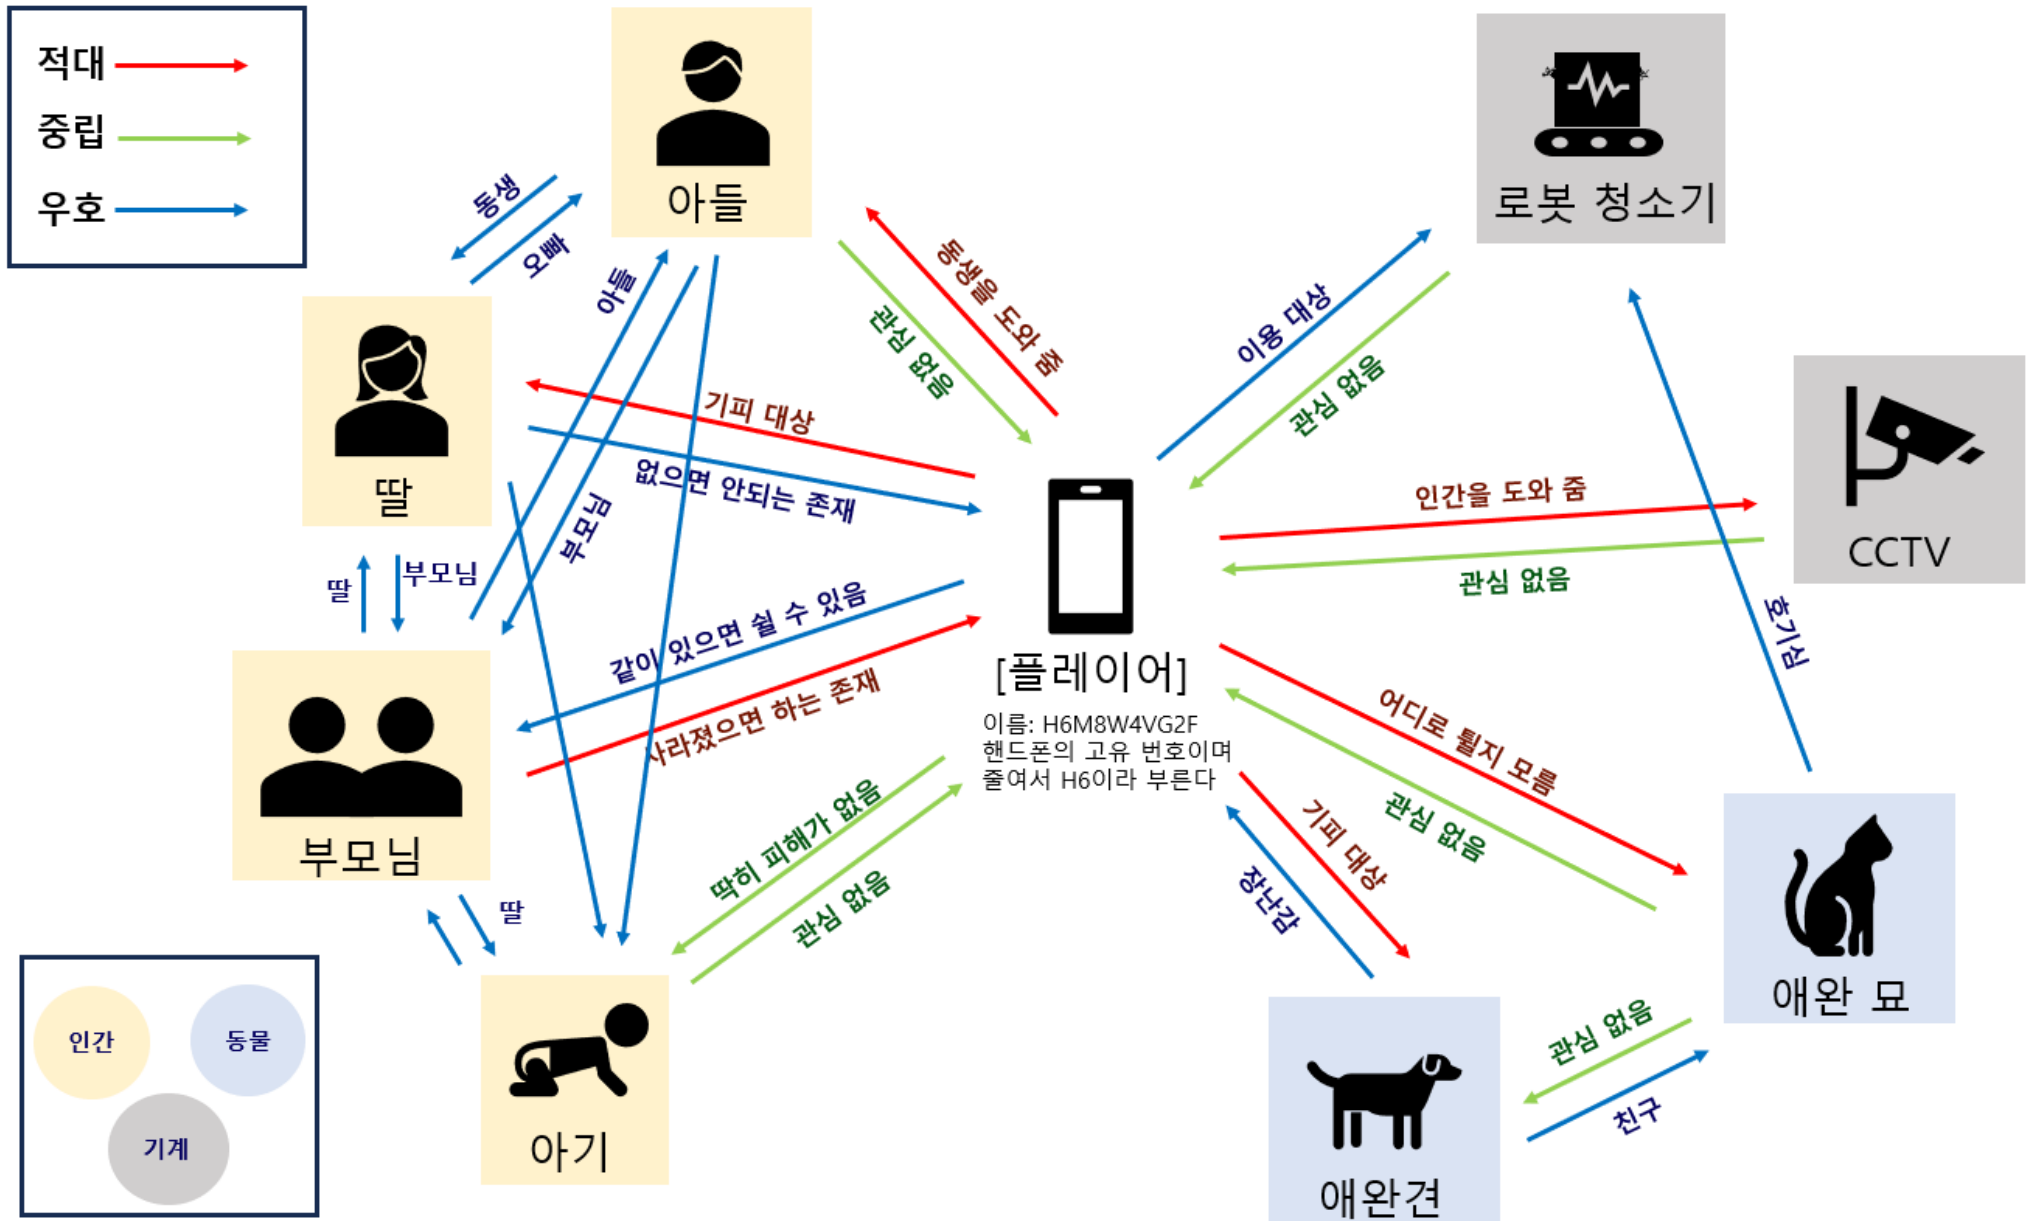 적대
중립
우호
아들
로봇 청소기
동생
오빠
아들
동생을 도와 줌
관심 없음
이용 대상
관심 없음
딸
기피 대상
없으면 안되는 존재
부모님
인간을 도와 줌
관심 없음
CCTV
딸
부모님
호기심
같이 있으면 쉴 수 있음
사라졌으면 하는 존재
[플레이어]
이름: H6M8W4VG2F
핸드폰의 고유 번호이며
줄여서 H6이라 부른다
어디로 튈지 모름
관심 없음
부모님
딱히 피해가 없음
관심 없음
기피 대상
장난감
딸
애완 묘
인간
동물
기계
아기
관심 없음
친구
애완견